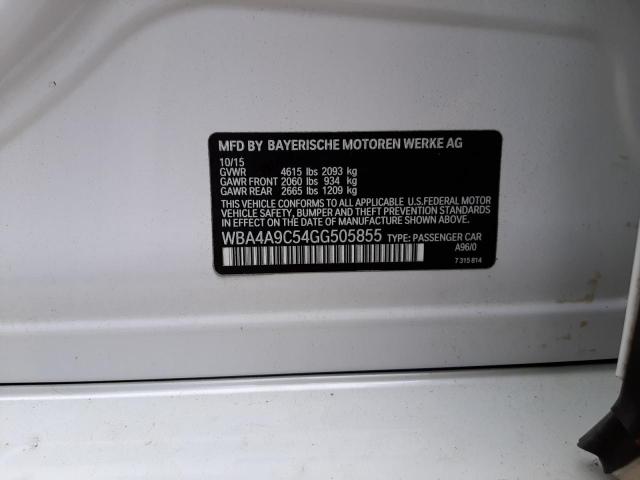 MFD BY BAYERISCHE MOTOREN WERKE AG
10/15
GVWR 4615 lbs 2093 kg
GAWR FRONT 2060 lbs 934 kg
GAWR REAR 2665 lbs 1209 kg
THIS VEHICLE CONFORMS TO ALL APPLICABLE U.S.FEDERAL MOTOR
VEHICLE SAFETY, BUMPER AND THEFT PREVENTION STANDARDS IN
EFFECT ON THE DATE OF MANUFACTURE SHOWN ABOVE.
WBA4A9C54GG505855 TYPE: PASSENGER CAR
A96/0
7 315 814